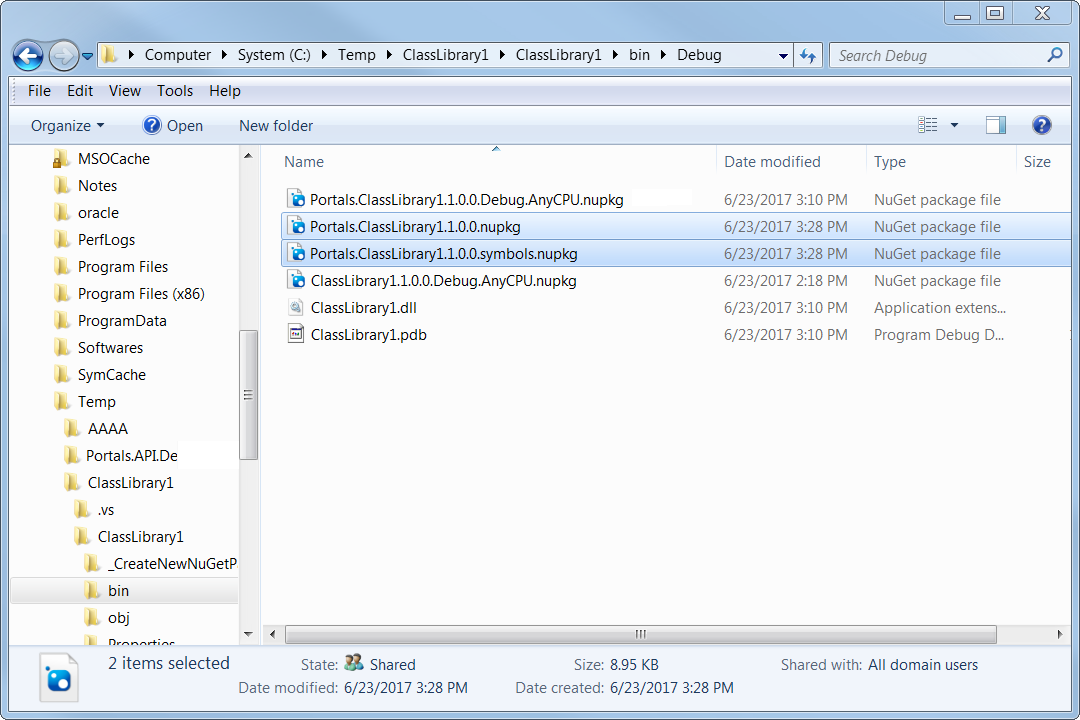 Computer System (C:) Temp ClassLibrary1 ClassLibrary1 bin Debug Search Debug
File Edit View Tools Help
Organize Open New folder
MSOCache
Notes
oracle
PerfLogs
Program Files
Program Files (x86)
ProgramData
Softwares
SymCache
Temp
AAAA
Portals.API.De
ClassLibrary1
.vs
ClassLibrary1
_CreateNewNuGetP
bin
obj
Properties
Name Date modified Type Size
Portals.ClassLibrary1.1.0.0.Debug.AnyCPU.nupkg 6/23/2017 3:10 PM NuGet package file
Portals.ClassLibrary1.1.0.0.nupkg 6/23/2017 3:28 PM NuGet package file
Portals.ClassLibrary1.1.0.0.symbols.nupkg 6/23/2017 3:28 PM NuGet package file
ClassLibrary1.1.0.0.Debug.AnyCPU.nupkg 6/23/2017 2:18 PM NuGet package file
ClassLibrary1.dll 6/23/2017 3:10 PM Application extens...
ClassLibrary1.pdb 6/23/2017 3:10 PM Program Debug D...
2 items selected State: Shared Size: 8.95 KB Shared with: All domain users
Date modified: 6/23/2017 3:28 PM Date created: 6/23/2017 3:28 PM